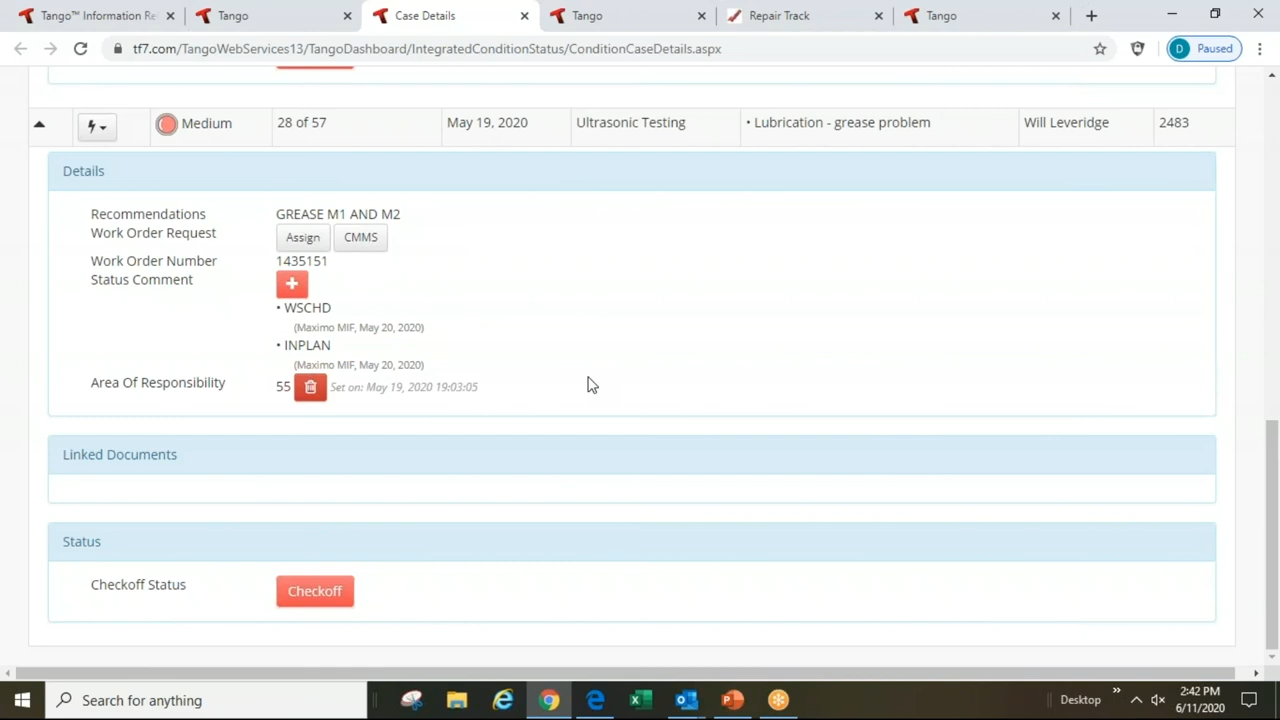 Tango™ Information Re
Tango
Case Details
Tango
Repair Track
Tango
tf7.com/TangoWebServices13/TangoDashboard/IntegratedConditionStatus/ConditionCaseDetails.aspx
D Paused
Medium 28 of 57 May 19, 2020 Ultrasonic Testing • Lubrication - grease problem Will Leveridge 2483
Details
Recommendations GREASE M1 AND M2
Work Order Request Assign CMMS
Work Order Number 1435151
Status Comment
• WSCHD
(Maximo MIF, May 20, 2020)
• INPLAN
(Maximo MIF, May 20, 2020)
Area Of Responsibility 55 Set on: May 19, 2020 19:03:05
Linked Documents
Status
Checkoff Status Checkoff
Search for anything
Desktop
2:42 PM
6/11/2020